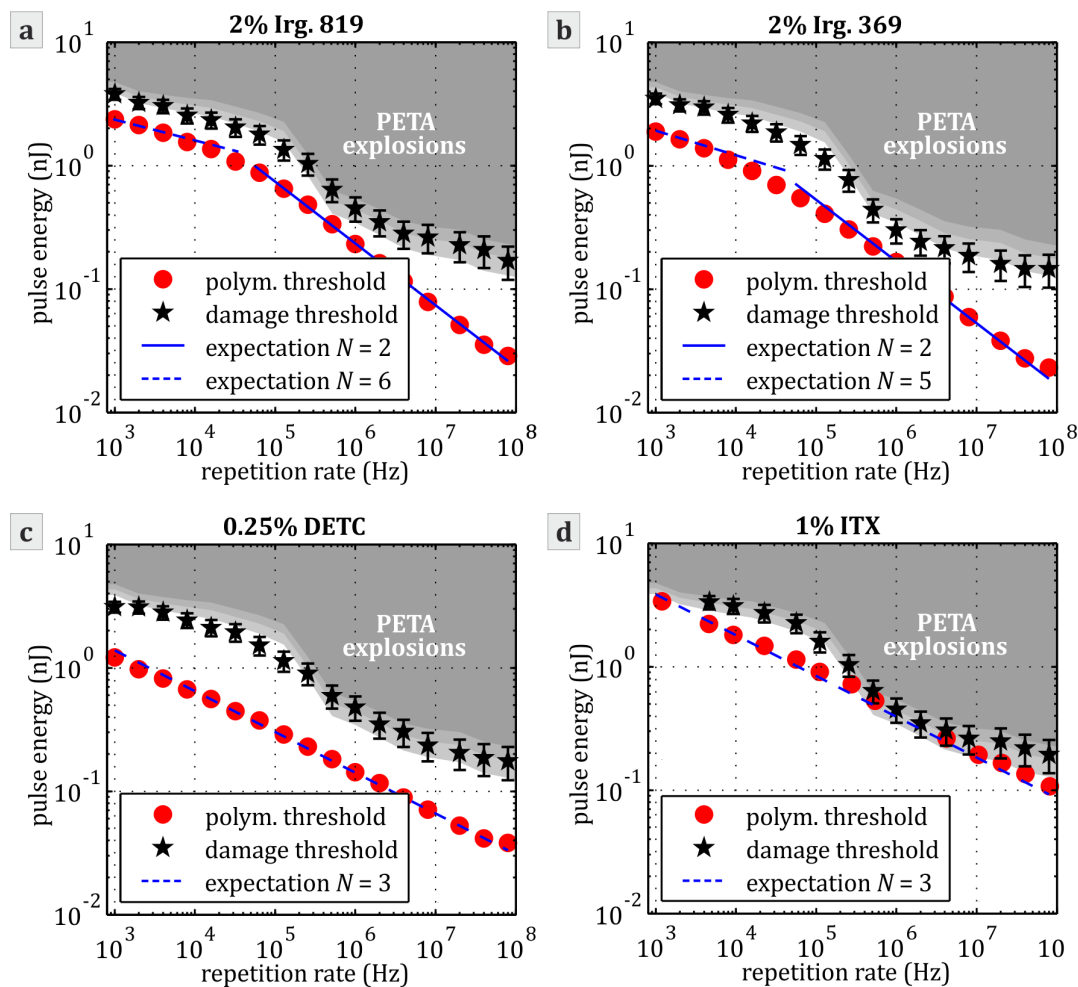 a
2% Irg. 819
10^1
10^0
10^-1
10^-2
pulse energy (nJ)
PETA
explosions
polym. threshold
damage threshold
expectation N = 2
expectation N = 6
10^3 10^4 10^5 10^6 10^7 10^8
repetition rate (Hz)
b
2% Irg. 369
10^1
10^0
10^-1
10^-2
pulse energy (nJ)
PETA
explosions
polym. threshold
damage threshold
expectation N = 2
expectation N = 5
10^3 10^4 10^5 10^6 10^7 10^8
repetition rate (Hz)
c
0.25% DETC
10^1
10^0
10^-1
10^-2
pulse energy (nJ)
PETA
explosions
polym. threshold
damage threshold
expectation N = 3
10^3 10^4 10^5 10^6 10^7 10^8
repetition rate (Hz)
d
1% ITX
10^1
10^0
10^-1
10^-2
pulse energy (nJ)
PETA
explosions
polym. threshold
damage threshold
expectation N = 3
10^3 10^4 10^5 10^6 10^7 10^8
repetition rate (Hz)